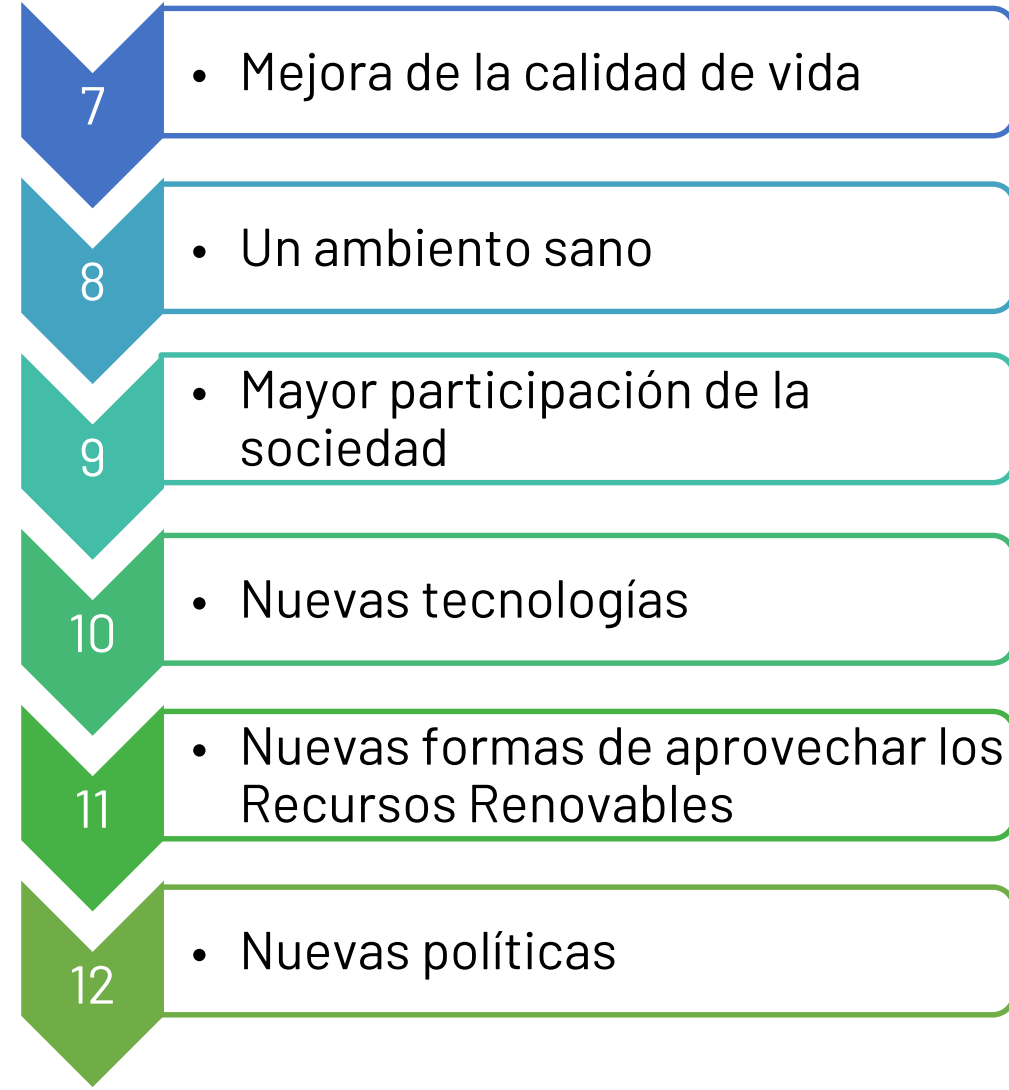 7
• Mejora de la calidad de vida
8
• Un ambiento sano
9
• Mayor participación de la
sociedad
10
• Nuevas tecnologías
11
• Nuevas formas de aprovechar los
Recursos Renovables
12
• Nuevas políticas